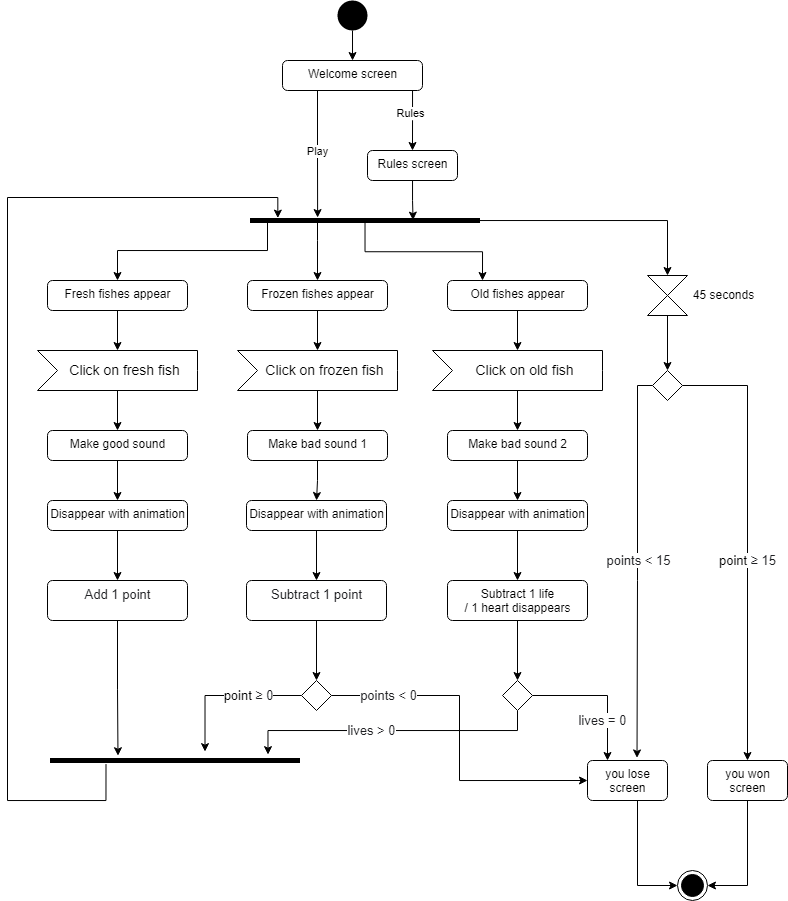 Welcome screen
Rules
Play
Rules screen
Fresh fishes appear
Frozen fishes appear
Old fishes appear
45 seconds
Click on fresh fish
Click on frozen fish
Click on old fish
Make good sound
Make bad sound 1
Make bad sound 2
Disappear with animation
Disappear with animation
Disappear with animation
points < 15
point ≥ 15
Add 1 point
Subtract 1 point
Subtract 1 life
/ 1 heart disappears
point ≥ 0
points < 0
lives = 0
lives > 0
you lose
screen
you won
screen